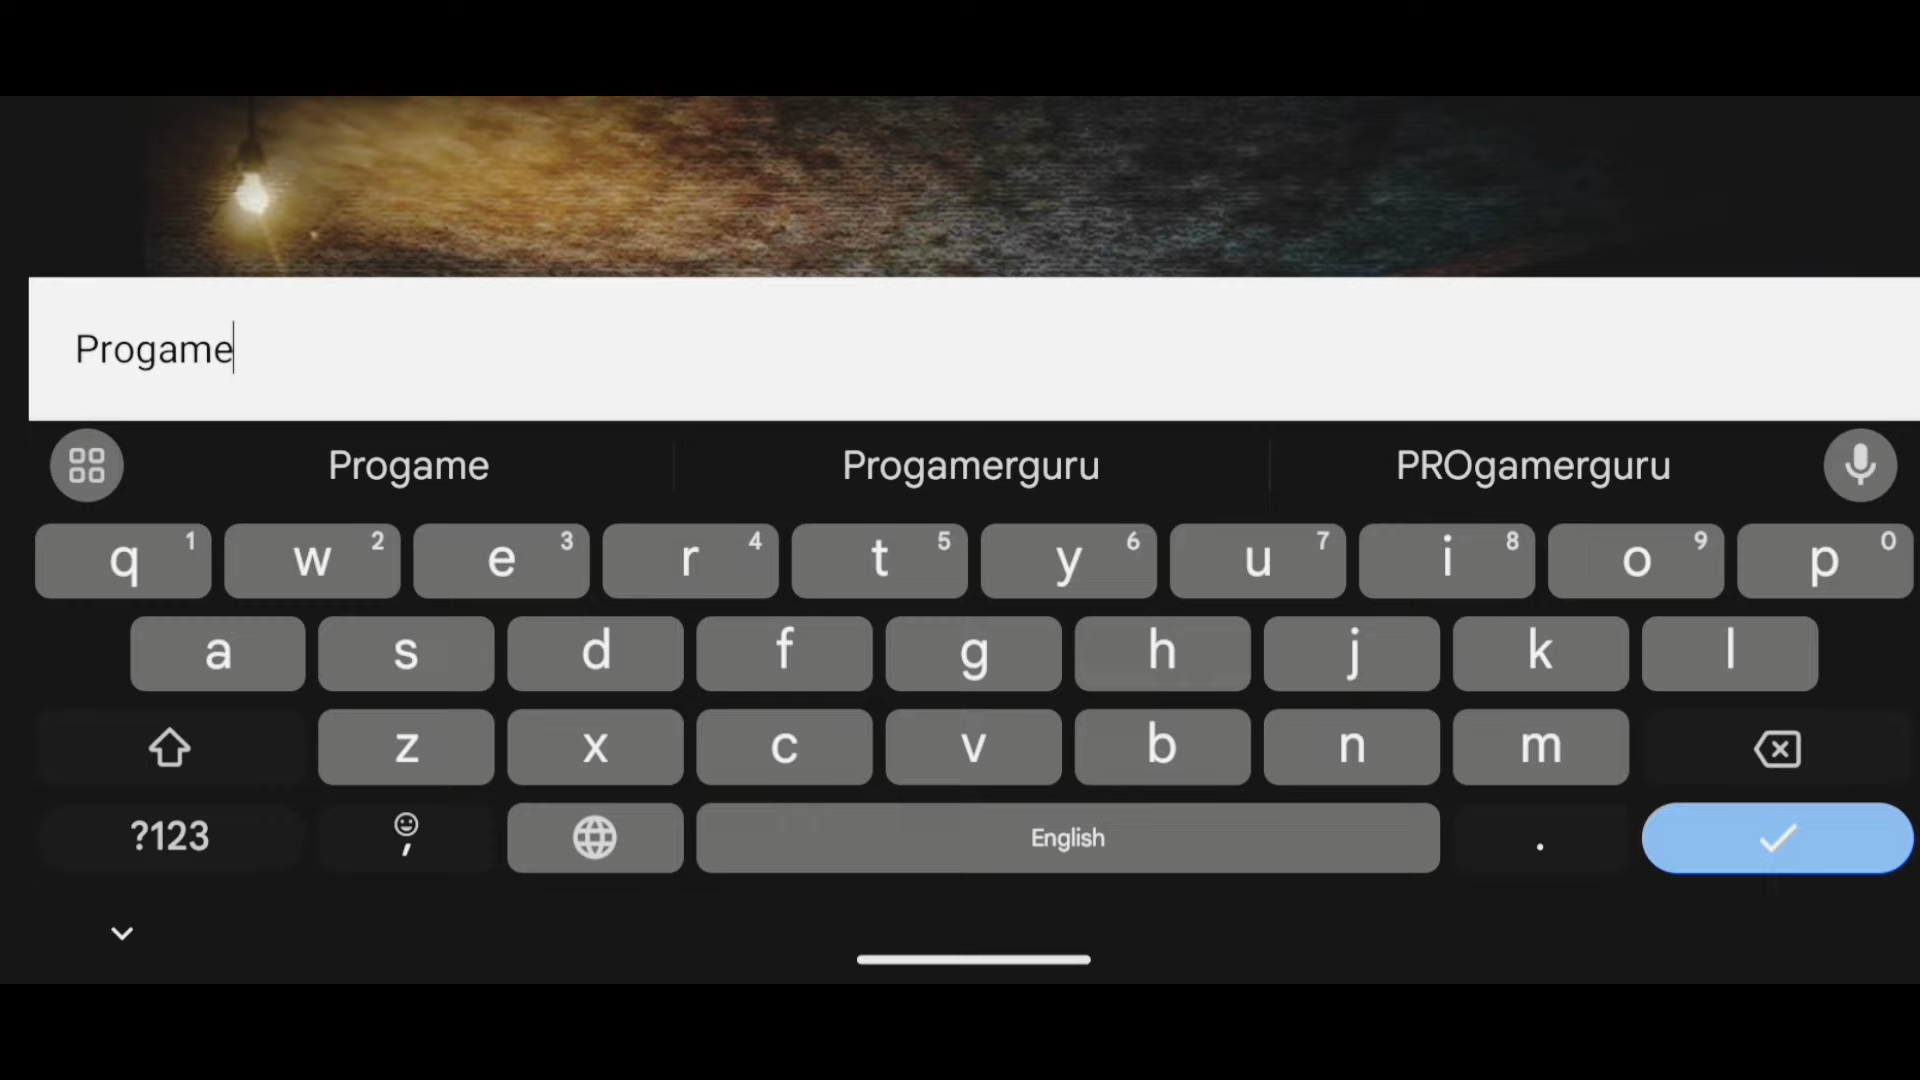 Progame
Progame Progamerguru PROgamerguru
q 1 w 2 e 3 r 4 t 5 y 6 u 7 i 8 o 9 p 0
a s d f g h j k l
z x c v b n m
?123 , English .